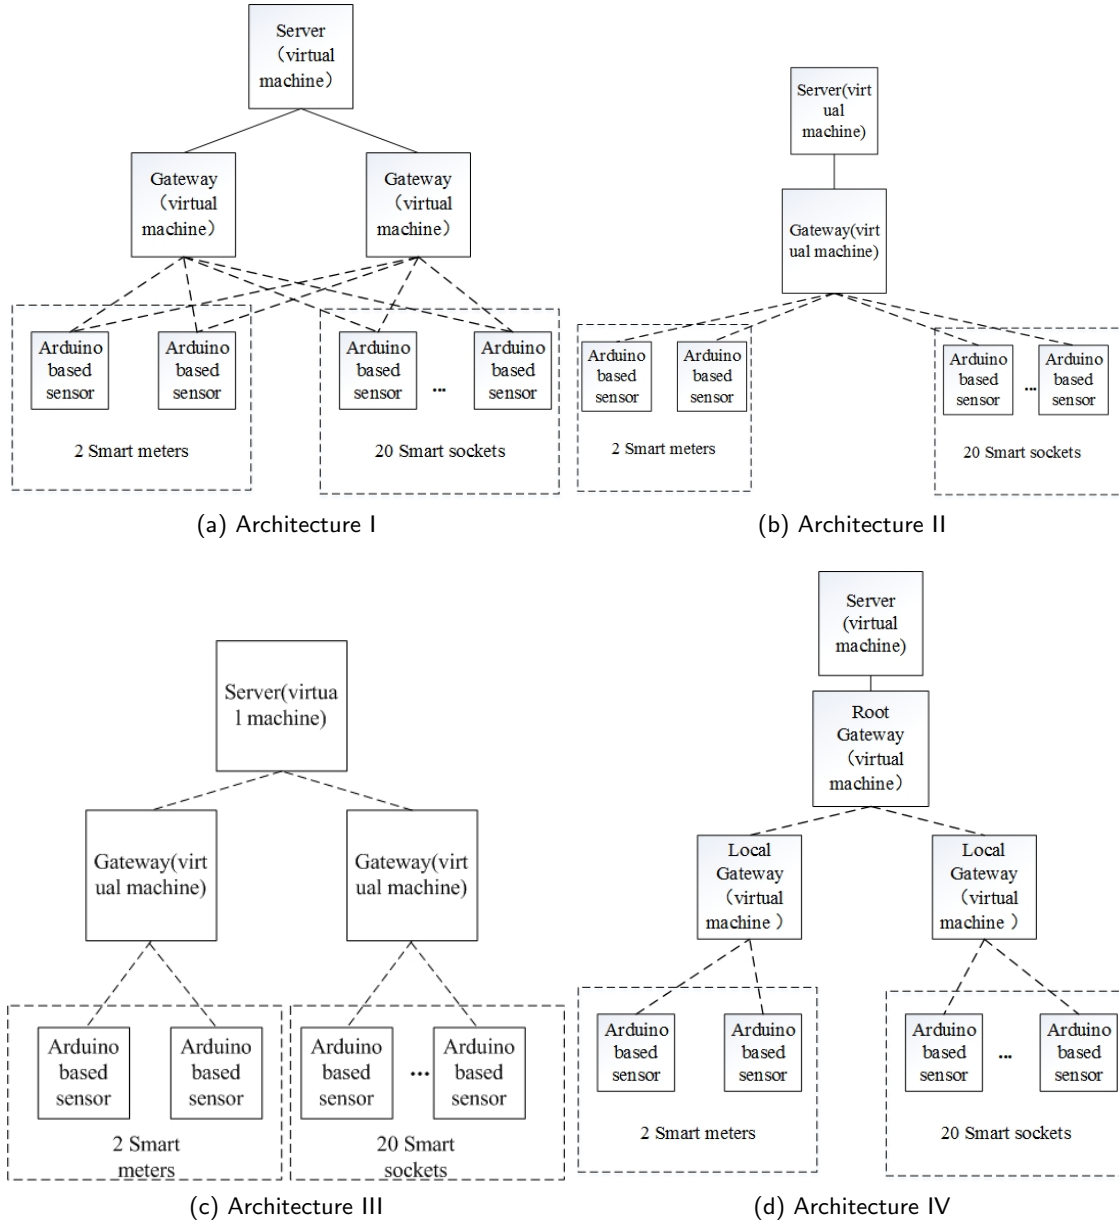 Server
（virtual
machine）
Gateway
（virtual
machine）
Gateway
（virtual
machine）
Arduino
based
sensor
Arduino
based
sensor
2 Smart meters
Arduino
based
sensor
...
Arduino
based
sensor
20 Smart sockets
(a) Architecture I
Server(virt
ual
machine)
Gateway(virt
ual machine)
Arduino
based
sensor
Arduino
based
sensor
2 Smart meters
Arduino
based
sensor
...
Arduino
based
sensor
20 Smart sockets
(b) Architecture II
Server(virtua
l machine)
Gateway(virt
ual machine)
Gateway(virt
ual machine)
Arduino
based
sensor
Arduino
based
sensor
2 Smart
meters
Arduino
based
sensor
...
Arduino
based
sensor
20 Smart
sockets
(c) Architecture III
Server
(virtual
machine)
Root
Gateway
（virtual
machine）
Local
Gateway
（virtual
machine ）
Local
Gateway
（virtual
machine ）
Arduino
based
sensor
Arduino
based
sensor
2 Smart meters
Arduino
based
sensor
...
Arduino
based
sensor
20 Smart sockets
(d) Architecture IV